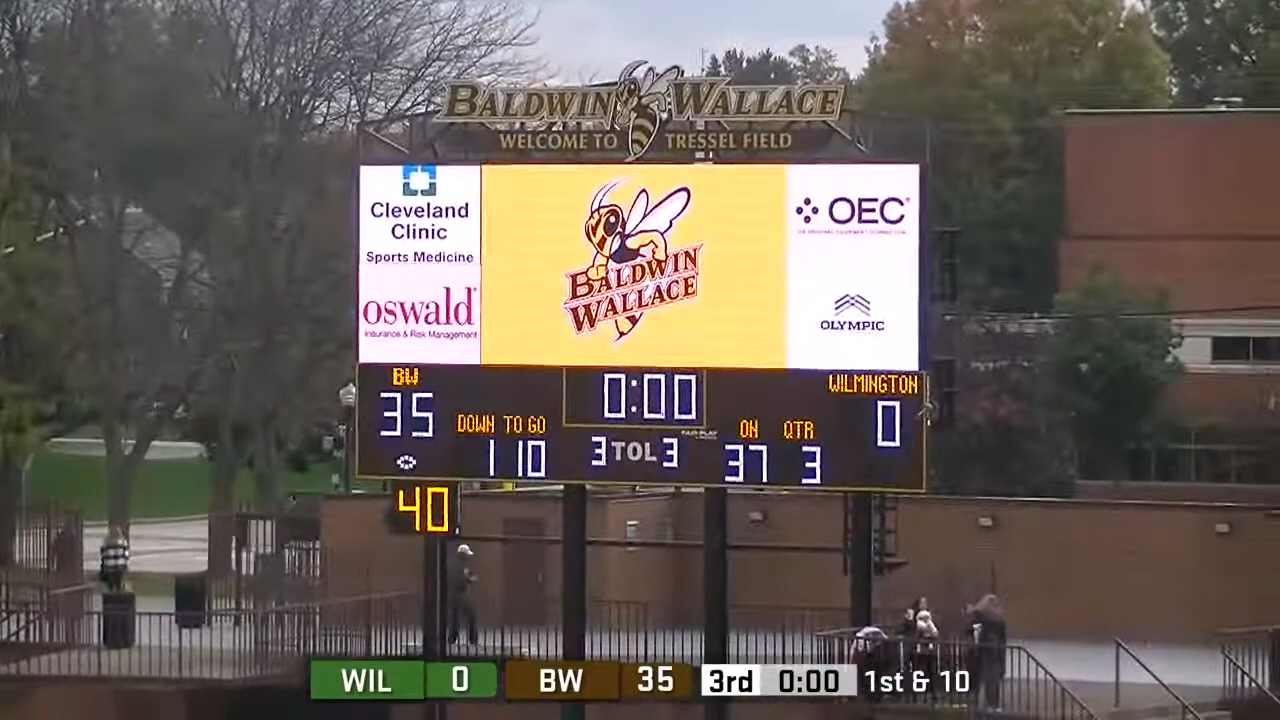 BALDWIN WALLACE
WELCOME TO TRESSEL FIELD
Cleveland
Clinic
Sports Medicine
oswald
Insurance & Risk Management
BALDWIN
WALLACE
OEC
OLYMPIC
BW
35
0:00
WILMINGTON
0
DOWN TO GO
1 10
3 TOL 3
ON QTR
37 3
40
WIL 0 BW 35 3rd 0:00 1st & 10